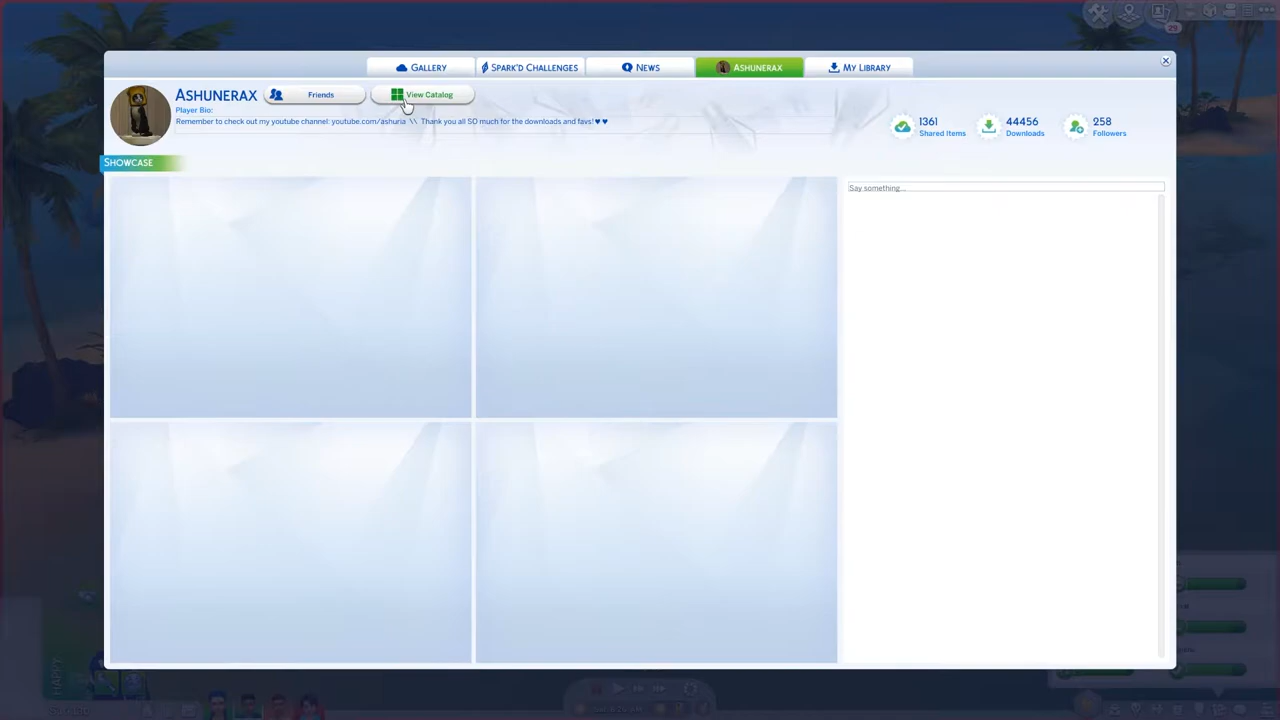 GALLERY
SPARK'D CHALLENGES
NEWS
ASHUNERAX
MY LIBRARY
ASHUNERAX
Friends
View Catalog
Player Bio:
Remember to check out my youtube channel: youtube.com/ashuria \\ Thank you all SO much for the downloads and favs!♥♥
1361
Shared Items
44456
Downloads
258
Followers
SHOWCASE
Say something...
HAPPY